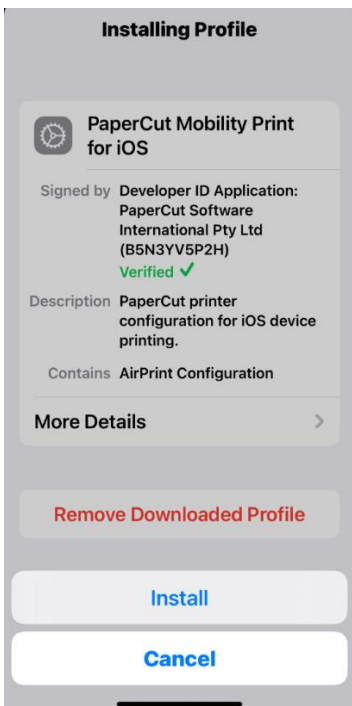 Installing Profile
PaperCut Mobility Print
for iOS
Signed by Developer ID Application:
PaperCut Software
International Pty Ltd
(B5N3YV5P2H)
Verified ✓
Description PaperCut printer
configuration for iOS device
printing.
Contains AirPrint Configuration
More Details
Remove Downloaded Profile
Install
Cancel